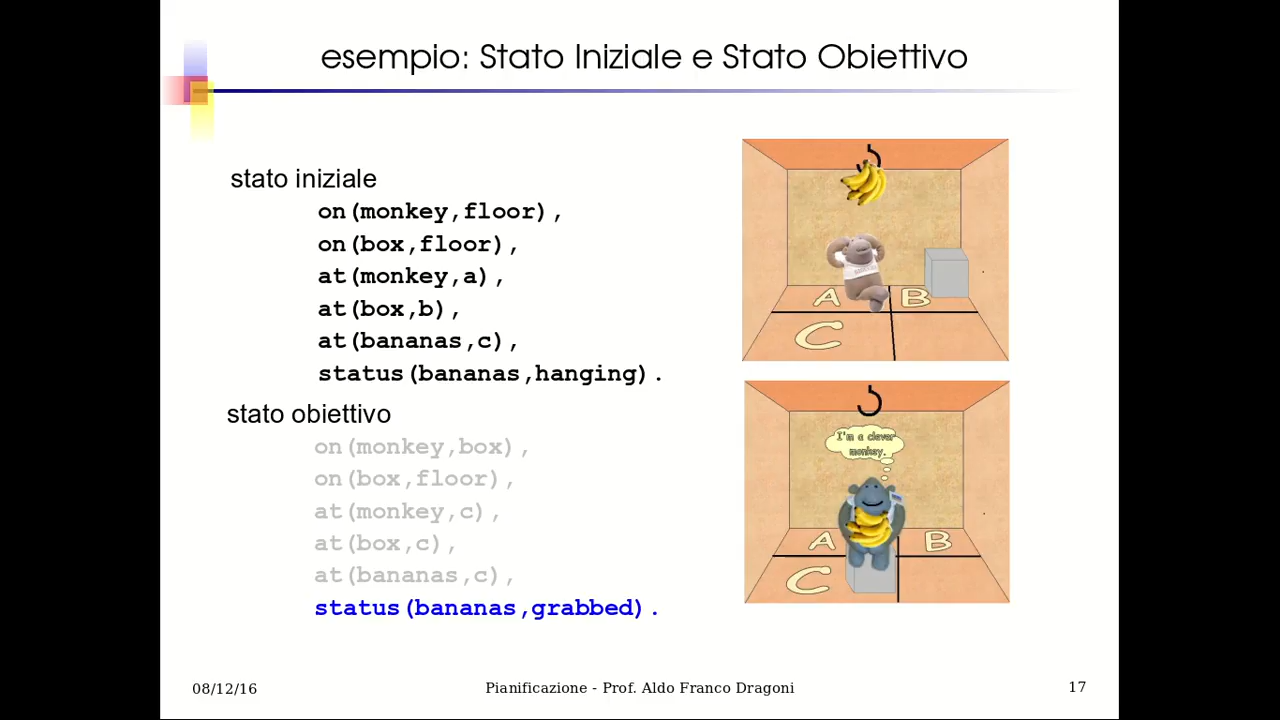 esempio: Stato Iniziale e Stato Obiettivo
stato iniziale
on(monkey,floor),
on(box,floor),
at(monkey,a),
at(box,b),
at(bananas,c),
status(bananas,hanging).
stato obiettivo
on(monkey,box),
on(box,floor),
at(monkey,c),
at(box,c),
at(bananas,c),
status(bananas,grabbed).
A B
C
I'm a clever
monkey.
A B
C
08/12/16
Pianificazione - Prof. Aldo Franco Dragoni
17